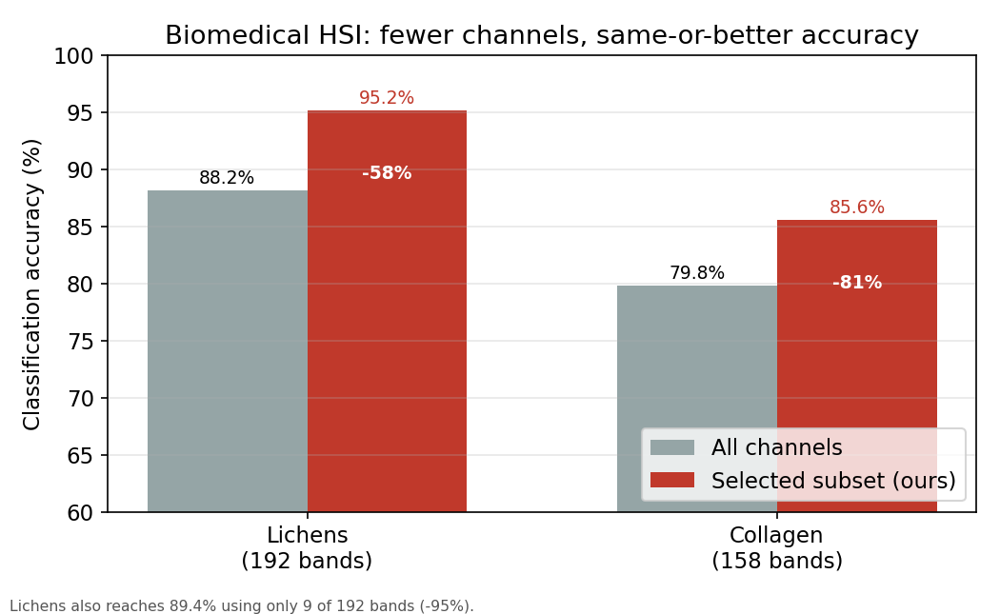 Biomedical HSI: fewer channels, same-or-better accuracy
Classification accuracy (%)
100
95
90
85
80
75
70
65
60
88.2%
95.2%
-58%
79.8%
85.6%
-81%
All channels
Selected subset (ours)
Lichens
(192 bands)
Collagen
(158 bands)
Lichens also reaches 89.4% using only 9 of 192 bands (-95%).